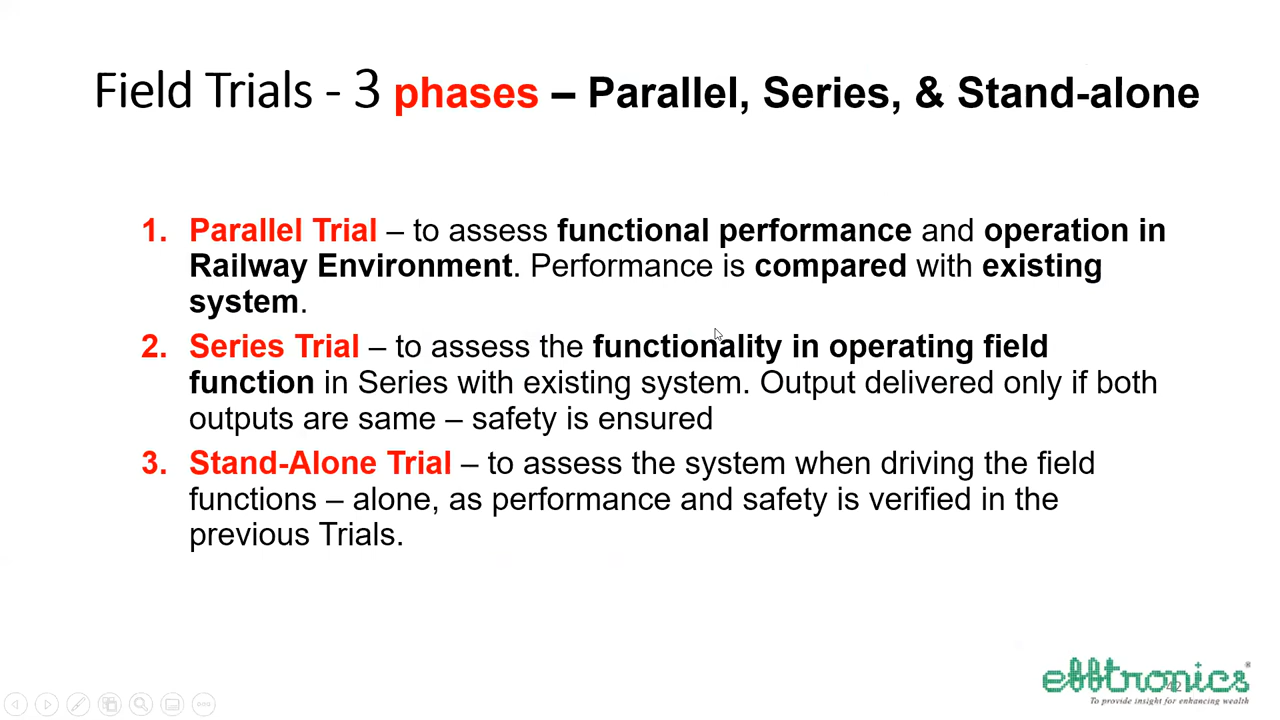 Field Trials - 3 phases – Parallel, Series, & Stand-alone
1. Parallel Trial – to assess functional performance and operation in
Railway Environment. Performance is compared with existing
system.
2. Series Trial – to assess the functionality in operating field
function in Series with existing system. Output delivered only if both
outputs are same – safety is ensured
3. Stand-Alone Trial – to assess the system when driving the field
functions – alone, as performance and safety is verified in the
previous Trials.
efftronics®
42
To provide insight for enhancing wealth